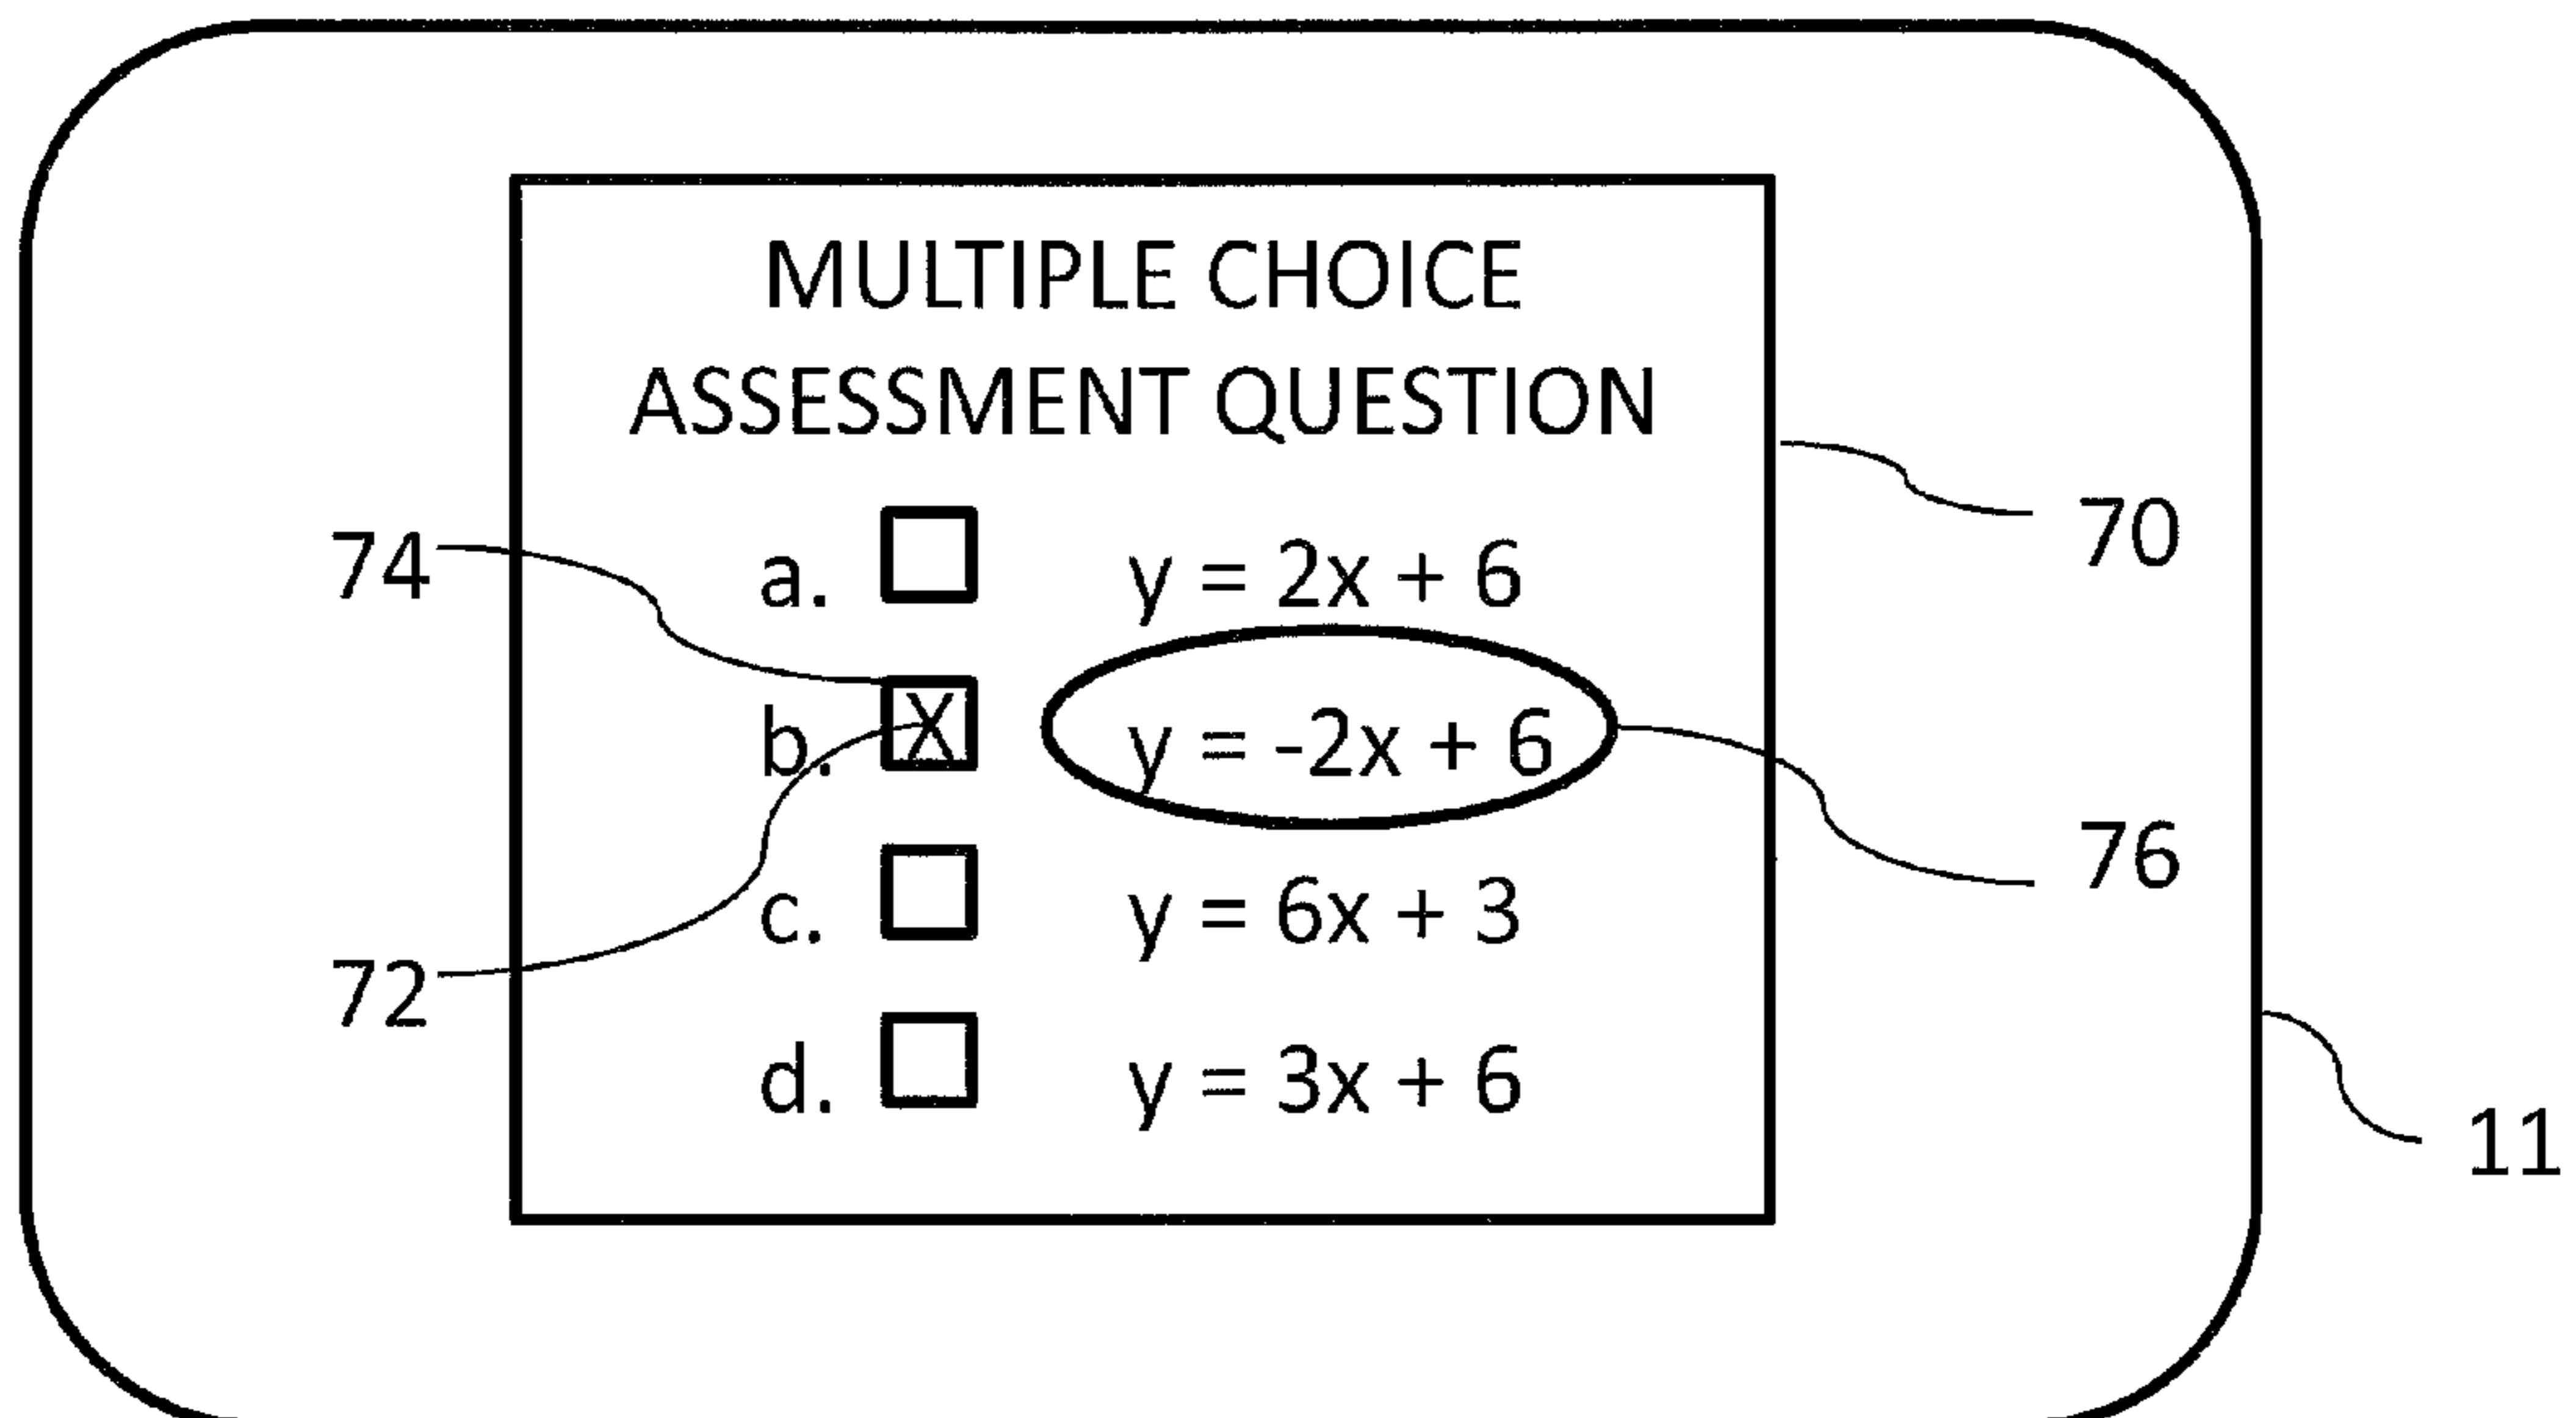 MULTIPLE CHOICE
ASSESSMENT QUESTION
70
74
a. y = 2x + 6
b. X y = -2x + 6
76
c. y = 6x + 3
72
d. y = 3x + 6
11